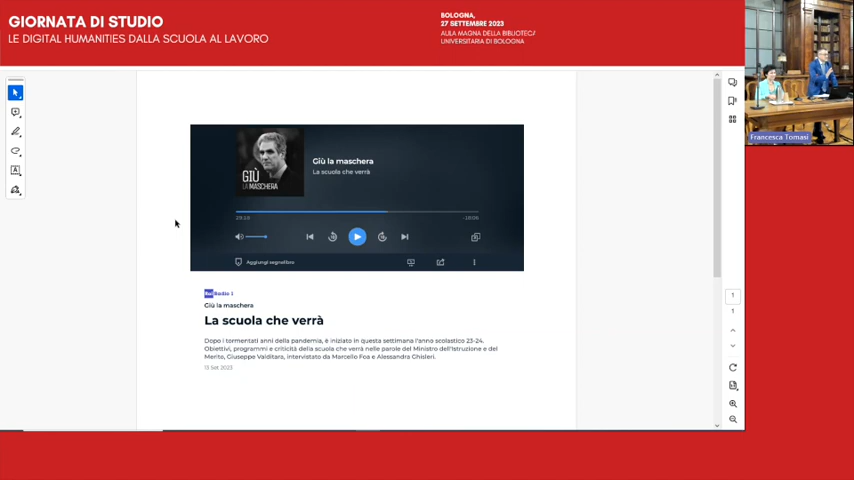 GIORNATA DI STUDIO
LE DIGITAL HUMANITIES DALLA SCUOLA AL LAVORO
BOLOGNA,
27 SETTEMBRE 2023
AULA MAGNA DELLA BIBLIOTECA
UNIVERSITARIA DI BOLOGNA
Francesca Tomasi
GIÙ
LA MASCHERA
Giù la maschera
La scuola che verrà
Aggiungi segnalibro
Rai Radio 1
Giù la maschera
La scuola che verrà
Dopo i tormentati anni della pandemia, è iniziato in questa settimana l'anno scolastico 23-24.
Obiettivi, programmi e criticità della scuola che verrà nelle parole del Ministro dell'Istruzione e del
Merito, Giuseppe Valditara, intervistato da Marcello Foa e Alessandra Ghisleri.
13 Set 2023
1
1